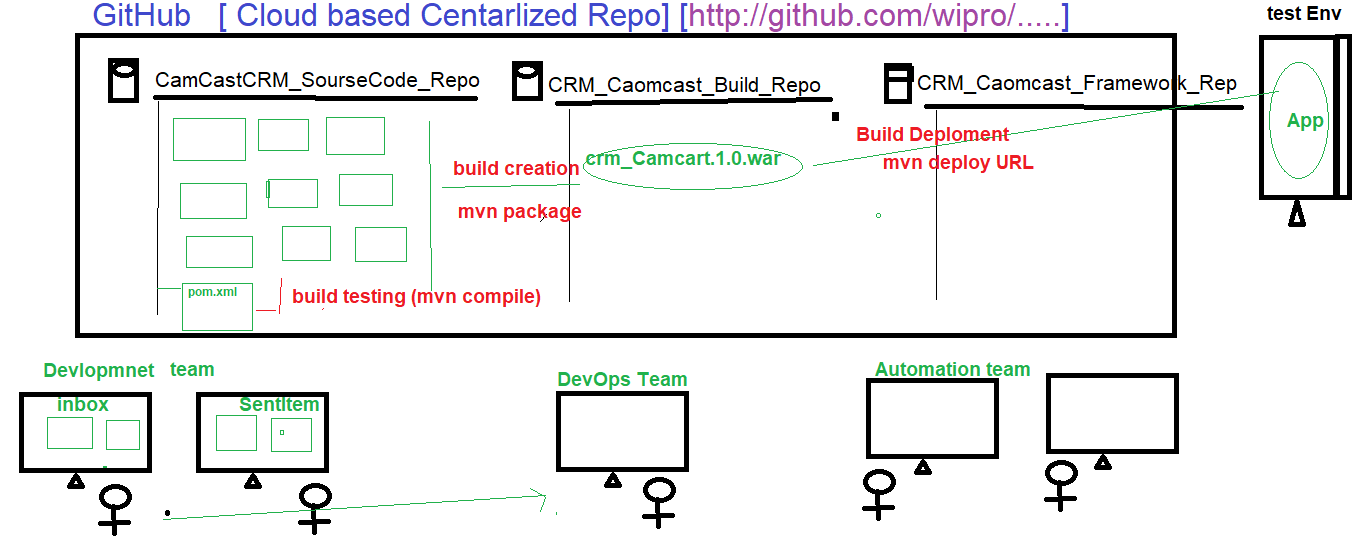 GitHub [ Cloud based Centarlized Repo] [http://github.com/wipro/.....]
test Env
CamCastCRM_SourseCode_Repo
CRM_Caomcast_Build_Repo
CRM_Caomcast_Framework_Rep
App
Build Deploment
mvn deploy URL
crm_Camcart.1.0.war
build creation
mvn package
pom.xml
build testing (mvn compile)
Devlopmnet team
DevOps Team
Automation team
inbox
SentItem